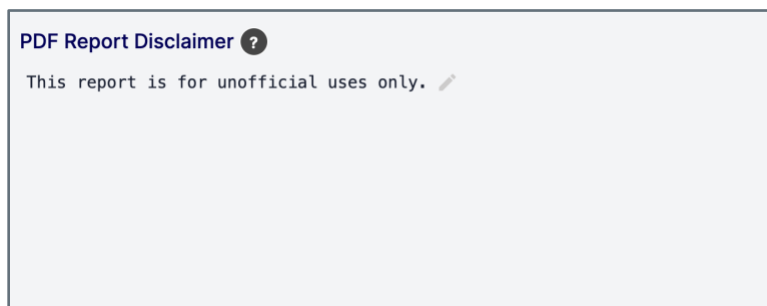 PDF Report Disclaimer ?
This report is for unofficial uses only.